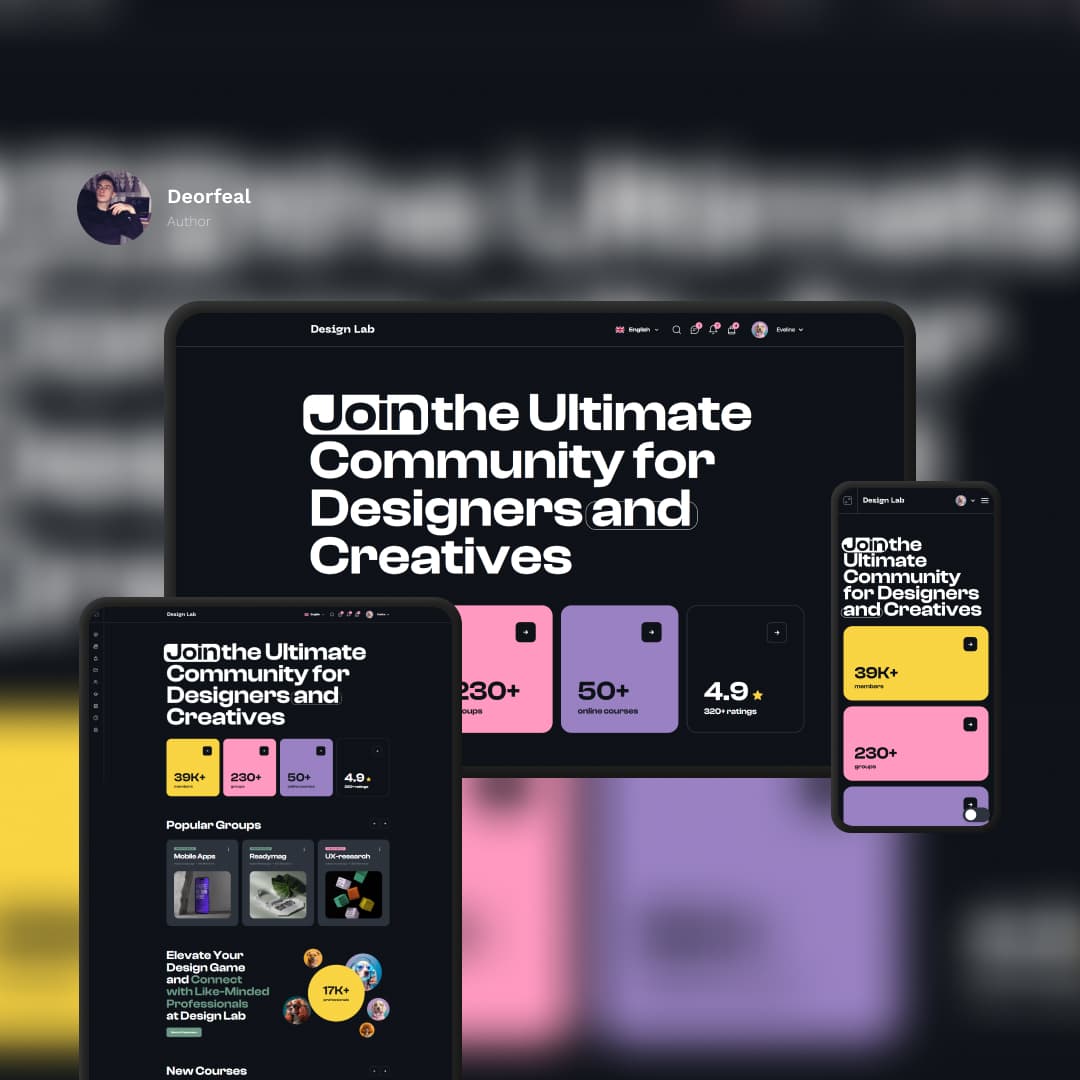 Deorfeal
Author
Design Lab
English
Eveline
Join the Ultimate
Community for
Designers and
Creatives
230+
oups
50+
online courses
4.9
320+ ratings
Design Lab
Join the
Ultimate
Community
for Designers
and Creatives
39K+
members
230+
groups
Design Lab
English
Join the Ultimate
Community for
Designers and
Creatives
39K+
members
230+
groups
50+
online courses
4.9
320+ ratings
Popular Groups
Mobile Apps
Readymag
UX-research
Elevate Your
Design Game
and Connect
with Like-Minded
Professionals
at Design Lab
17K+
professionals
New Courses